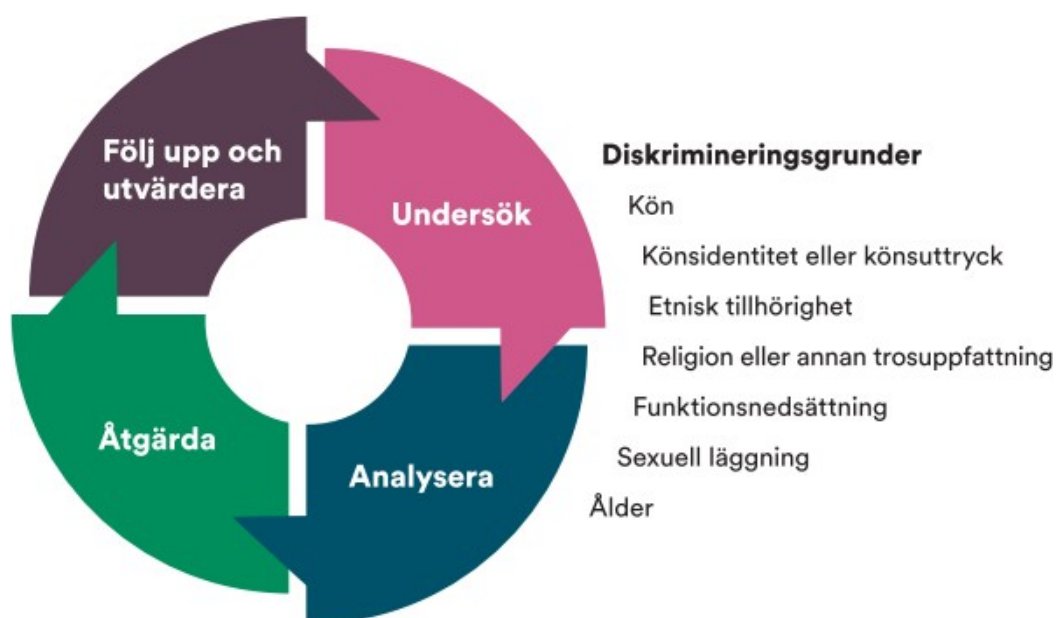 Följ upp och
utvärdera
Undersök
Åtgärda
Analysera
Diskrimineringsgrunder
Kön
Könsidentitet eller könsuttryck
Etnisk tillhörighet
Religion eller annan trosuppfattning
Funktionsnedsättning
Sexuell läggning
Ålder